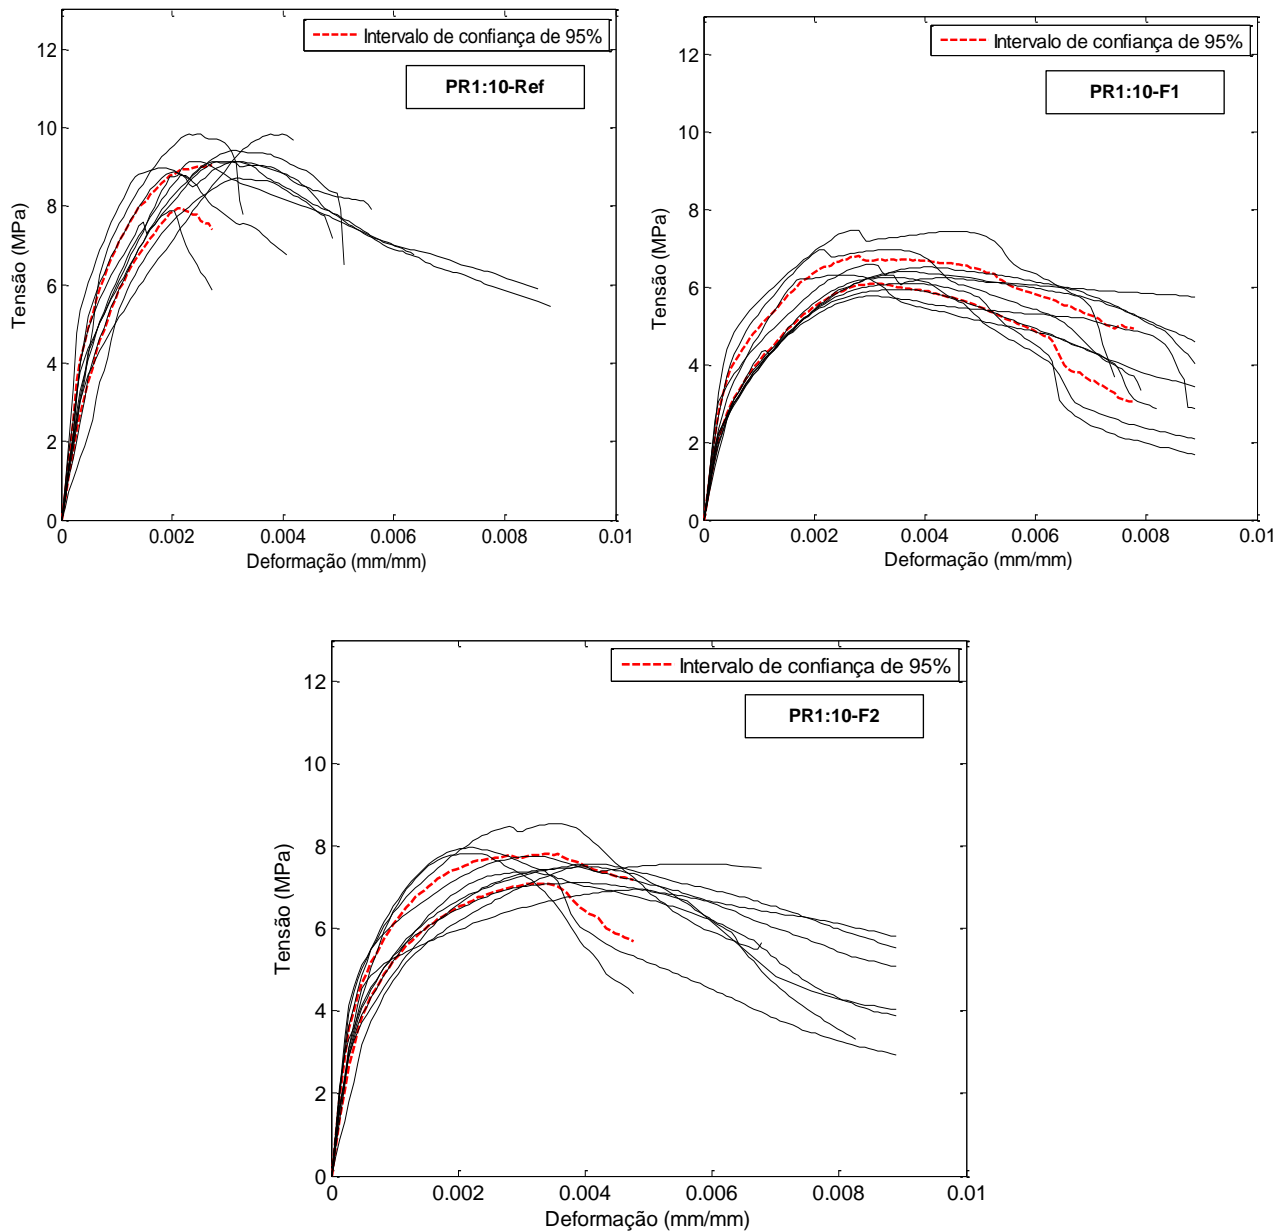 Intervalo de confiança de 95%
PR1:10-Ref
Tensão (MPa)
12
10
8
6
4
2
0
0 0.002 0.004 0.006 0.008 0.01
Deformação (mm/mm)
Intervalo de confiança de 95%
PR1:10-F1
Tensão (MPa)
12
10
8
6
4
2
0
0 0.002 0.004 0.006 0.008 0.01
Deformação (mm/mm)
Intervalo de confiança de 95%
PR1:10-F2
Tensão (MPa)
12
10
8
6
4
2
0
0 0.002 0.004 0.006 0.008 0.01
Deformação (mm/mm)